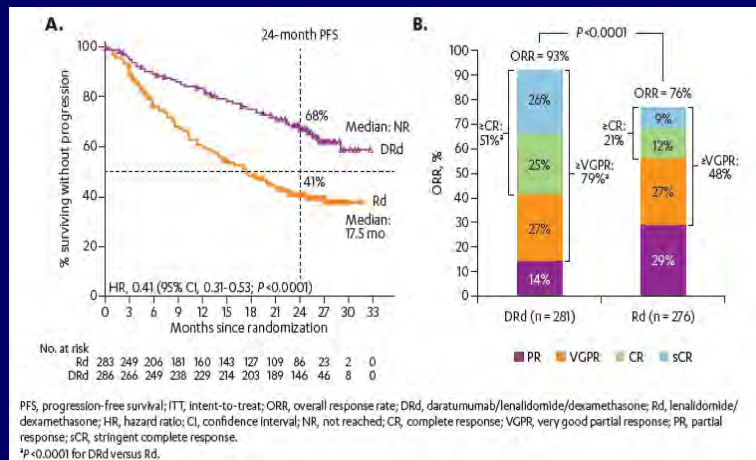 A.
24-month PFS
100
80
60
40
20
0
% surviving without progression
68%
Median: NR
DRd
41%
Rd
Median:
17.5 mo
HR, 0.41 (95% CI, 0.31-0.53; P<0.0001)
0 3 6 9 12 15 18 21 24 27 30 33
Months since randomization
No. at risk
Rd 283 249 206 181 160 143 127 109 86 23 2 0
DRd 286 266 249 238 229 214 203 189 146 46 8 0
B.
P<0.0001
ORR = 93%
ORR = 76%
100
90
80
70
60
50
40
30
20
10
0
ORR, %
26%
25%
27%
14%
≥CR:
51%ª
≥VGPR:
79%ª
9%
12%
27%
29%
≥CR:
21%
≥VGPR:
48%
DRd (n = 281)
Rd (n = 276)
PR VGPR CR sCR
PFS, progression-free survival; ITT, intent-to-treat; ORR, overall response rate; DRd, daratumumab/lenalidomide/dexamethasone; Rd, lenalidomide/
dexamethasone; HR, hazard ratio; CI, confidence interval; NR, not reached; CR, complete response; VGPR, very good partial response; PR, partial
response; sCR, stringent complete response.
ªP<0.0001 for DRd versus Rd.